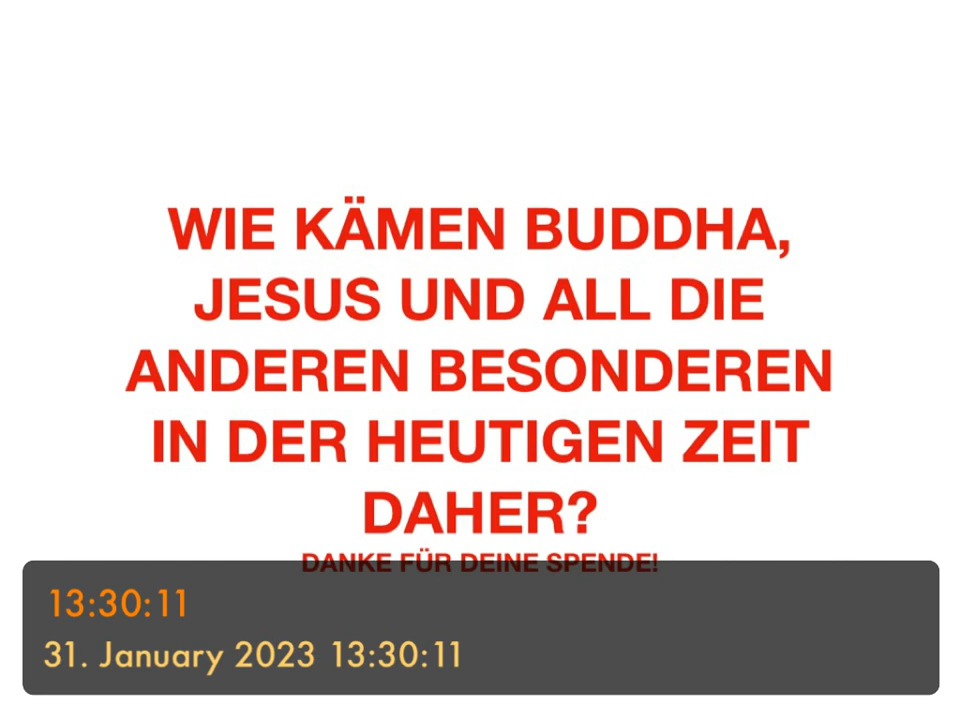 WIE KÄMEN BUDDHA,
JESUS UND ALL DIE
ANDEREN BESONDEREN
IN DER HEUTIGEN ZEIT
DAHER?
DANKE FÜR DEINE SPENDE!
13:30:11
31. January 2023 13:30:11